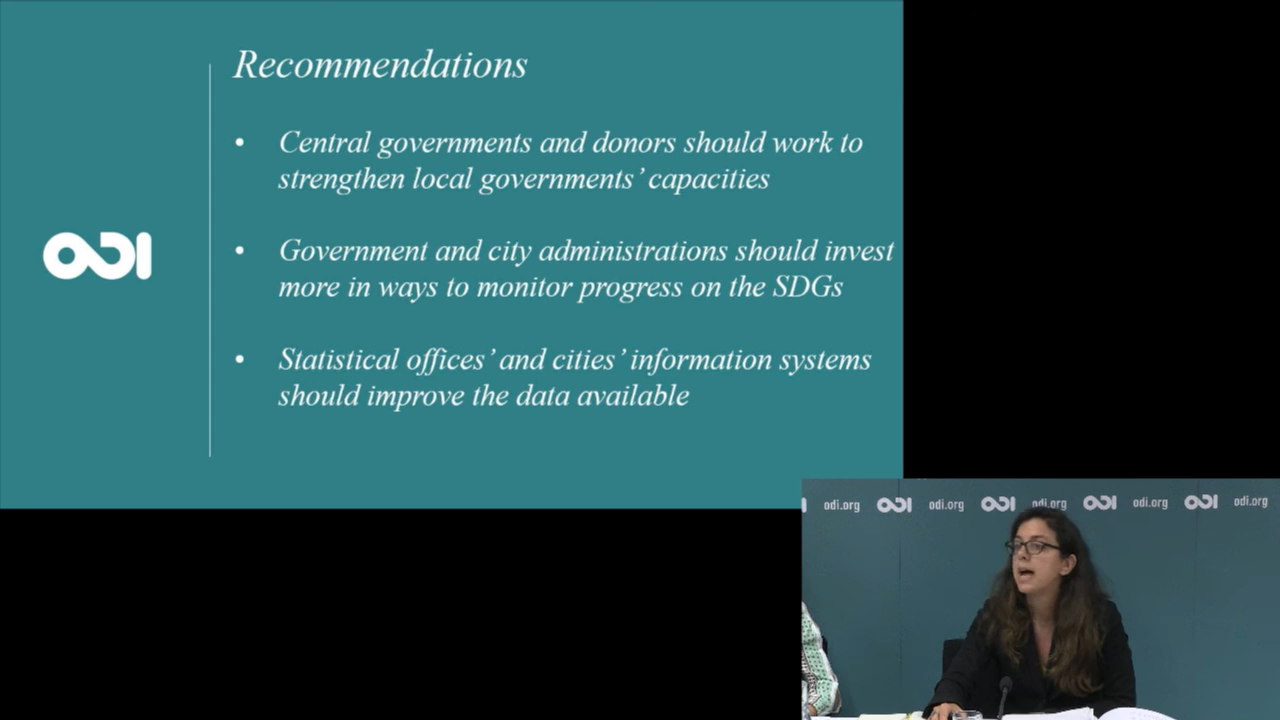 Recommendations
• Central governments and donors should work to
strengthen local governments’ capacities
ODI
• Government and city administrations should invest
more in ways to monitor progress on the SDGs
• Statistical offices’ and cities’ information systems
should improve the data available
odi.org ODI odi.org ODI odi.org ODI odi.org ODI odi.org